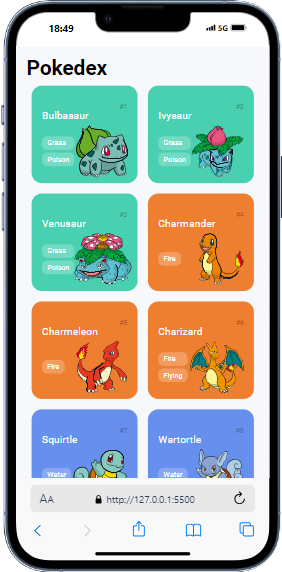 18:49
5G
Pokedex
#1
Bulbasaur
Grass
Poison
#2
Ivysaur
Grass
Poison
#3
Venusaur
Grass
Poison
#4
Charmander
Fire
#5
Charmeleon
Fire
#6
Charizard
Fire
Flying
#7
Squirtle
Water
#8
Wartortle
Water
AA
http://127.0.0.1:5500